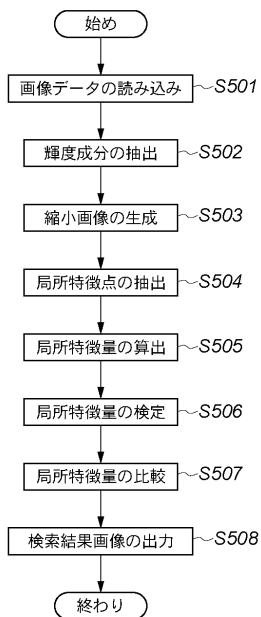 始め
画像データの読み込み S501
輝度成分の抽出 S502
縮小画像の生成 S503
局所特徴点の抽出 S504
局所特徴量の算出 S505
局所特徴量の検定 S506
局所特徴量の比較 S507
検索結果画像の出力 S508
終わり